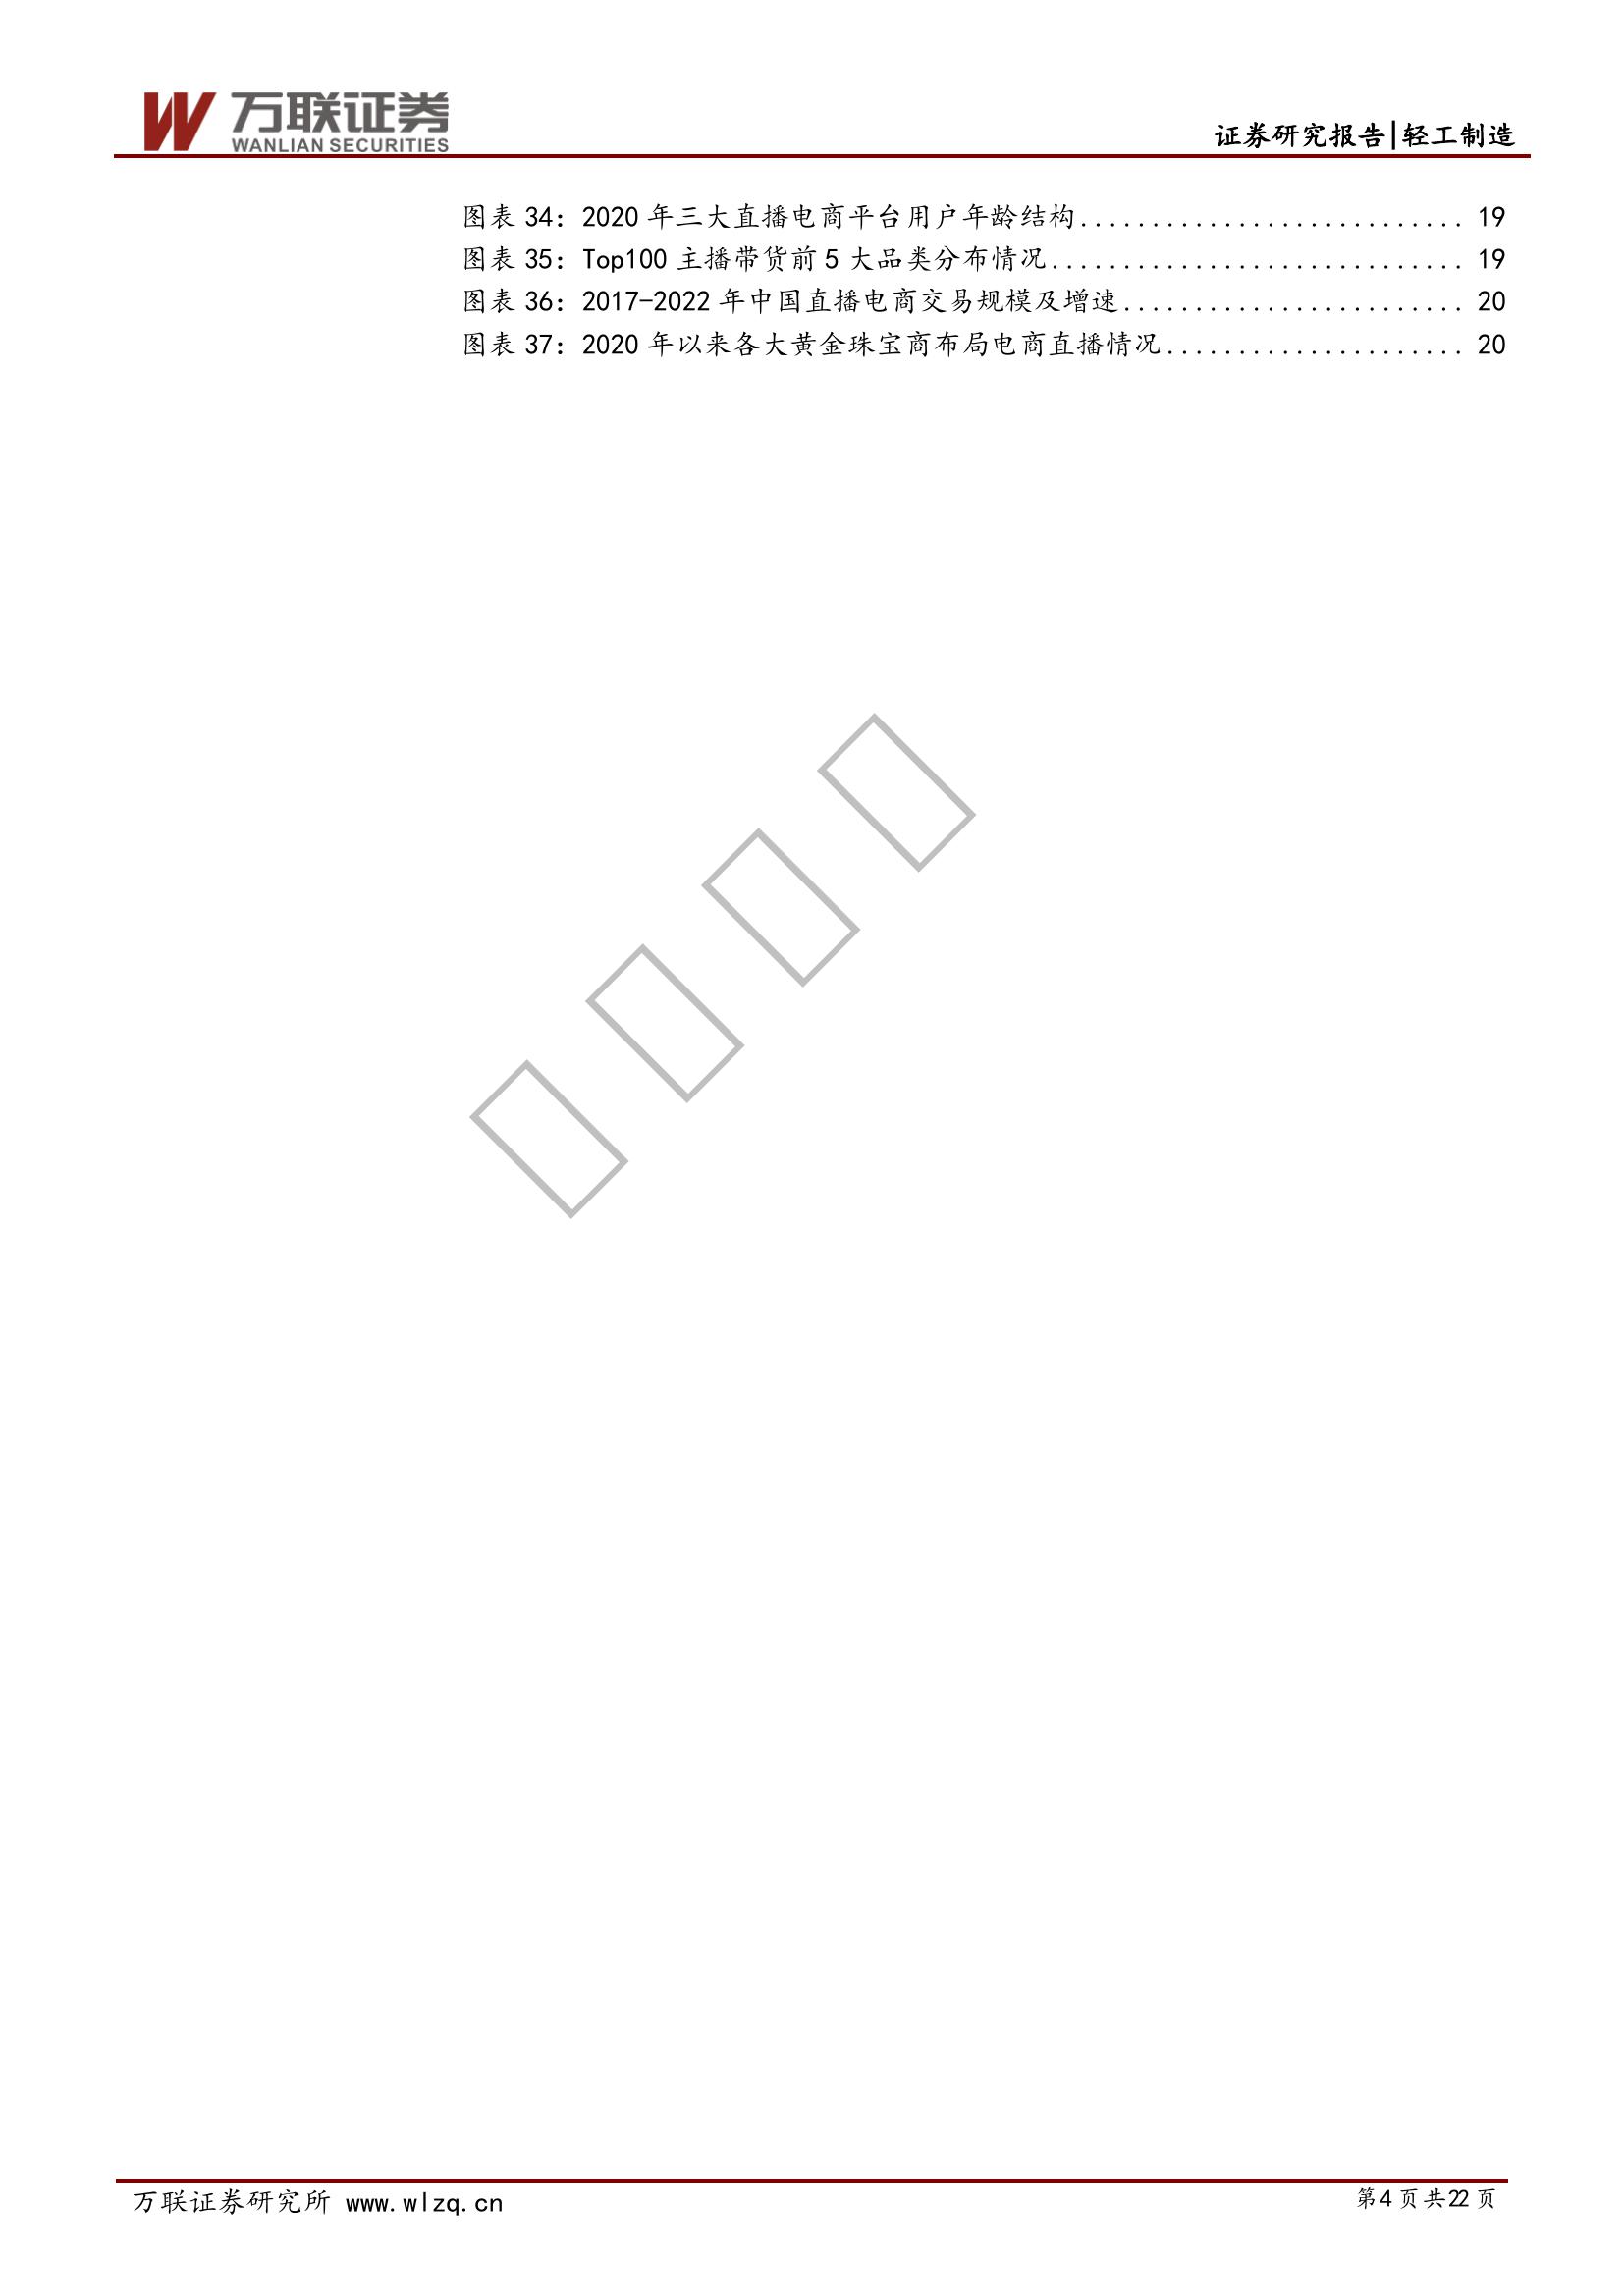 万联证券
WANLIAN SECURITIES
证券研究报告|轻工制造
图表 34：2020 年三大直播电商平台用户年龄结构........................... 19
图表 35：Top100 主播带货前 5 大品类分布情况............................. 19
图表 36：2017-2022 年中国直播电商交易规模及增速........................ 20
图表 37：2020 年以来各大黄金珠宝商布局电商直播情况..................... 20
万联证券研究所 www.wlzq.cn
第4 页 共22 页